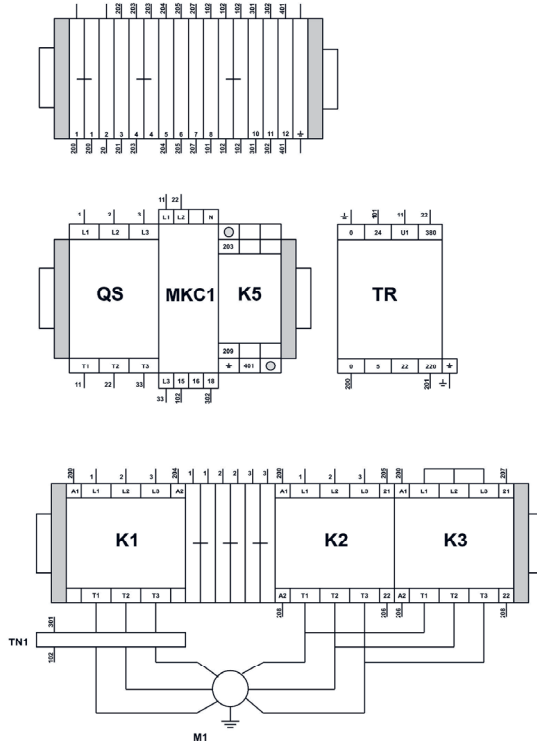 202 203 203 204 205 207 102 102 102 301 302 401
1 1 2 3 4 4 5 6 7 8 10 11 12
200 200 26 201 203 204 205 207 101 102 102 301 302 401
11 22
1 2 3 L1 L2 N 101 11 22
L1 L2 L3 203 0 24 U1 380
QS MKC1 K5 TR
209
T1 T2 T3 401 0 5 22 220
L3 15 16 18
11 22 33 33 102 302 200 201
200 1 2 3 204 1 1 2 2 3 3 200 1 2 3 205 200 207
A1 L1 L2 L3 A2 A1 L1 L2 L3 21 A1 L1 L2 L3 21
K1 K2 K3
T1 T2 T3 A2 T1 T2 T3 22 A2 T1 T2 T3 22
301 206 208 206 208
TN1
102
M1